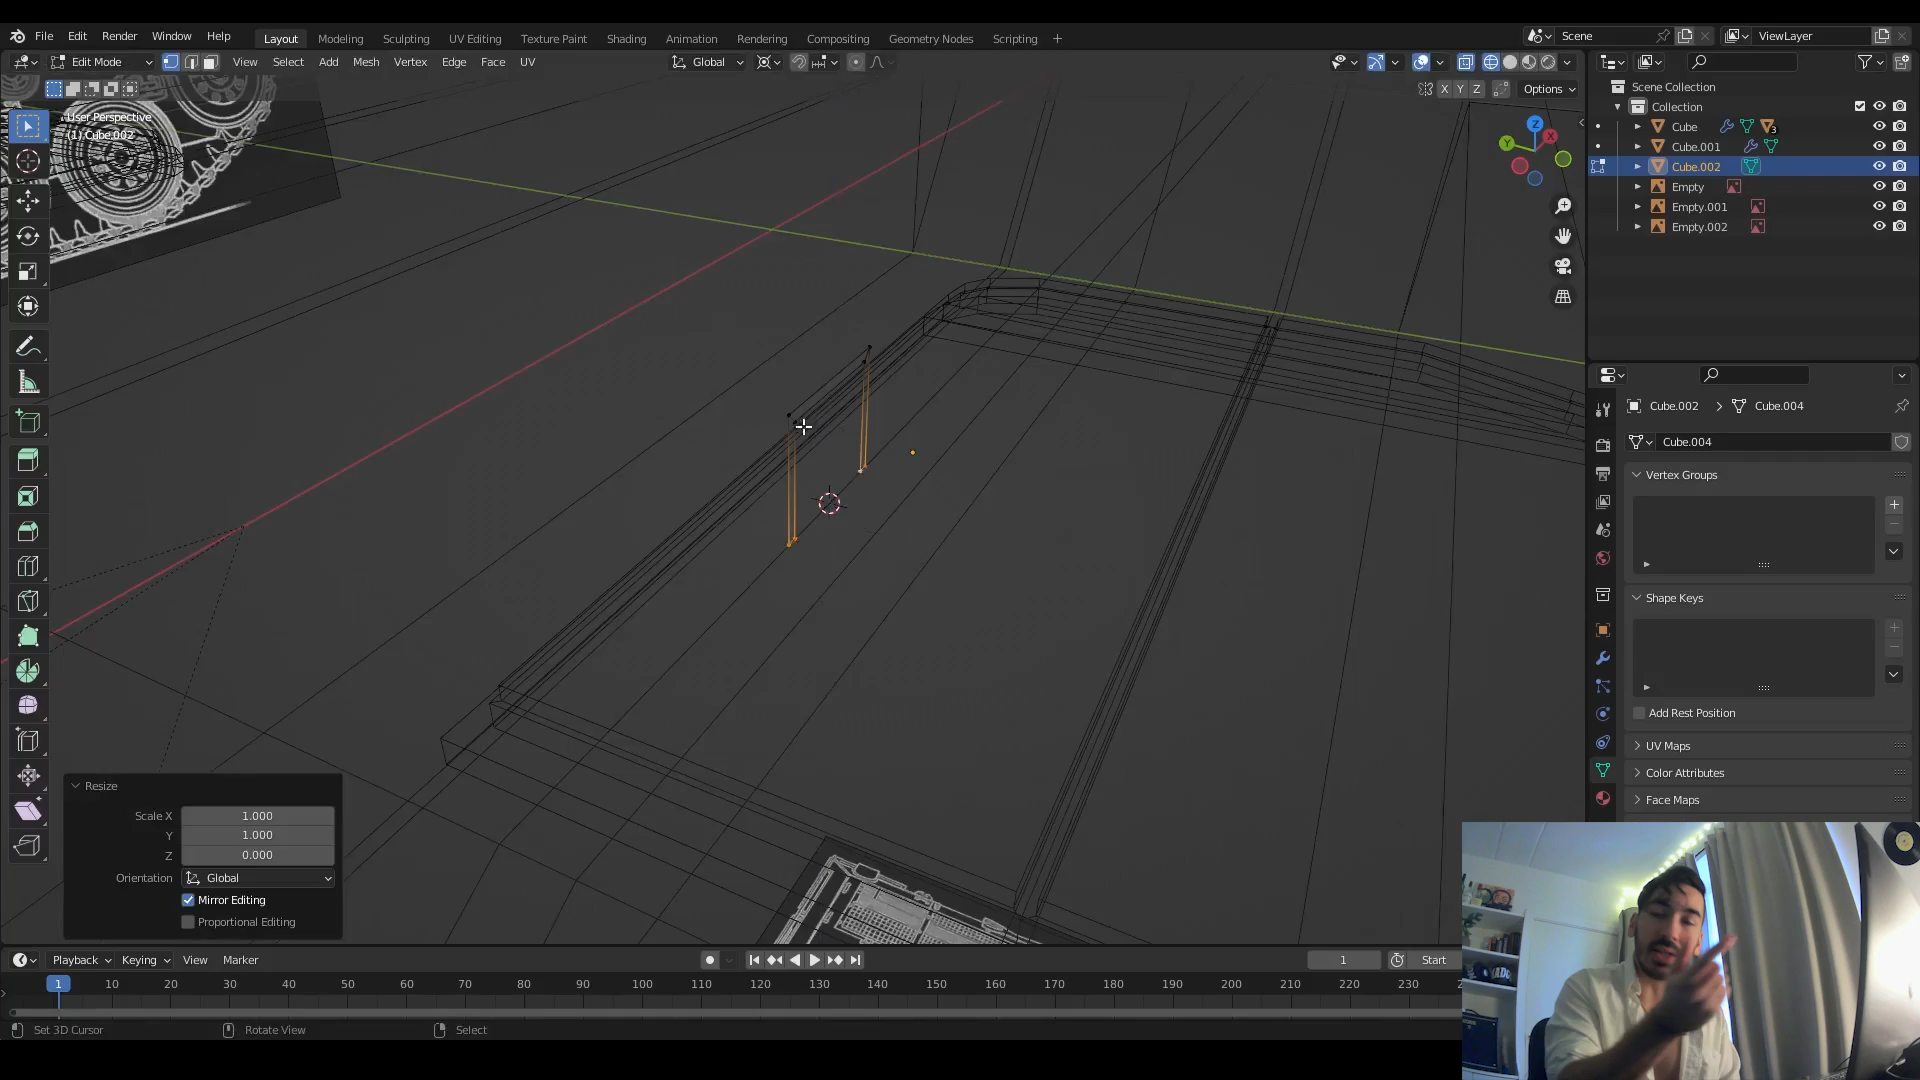 File Edit Render Window Help Layout Modeling Sculpting UV Editing Texture Paint Shading Animation Rendering Compositing Geometry Nodes Scripting + Scene ViewLayer
Edit Mode View Select Add Mesh Vertex Edge Face UV Global
X Y Z Options
User Perspective
(1) Cube.002
Z
X
Y
Scene Collection
Collection
Cube 3
Cube.001
Cube.002
Empty
Empty.001
Empty.002
Cube.002 > Cube.004
Cube.004
Vertex Groups
Shape Keys
Add Rest Position
UV Maps
Color Attributes
Face Maps
Resize
Scale X 1.000
Y 1.000
Z 0.000
Orientation Global
Mirror Editing
Proportional Editing
Playback Keying View Marker 1 Start
1 10 20 30 40 50 60 70 80 90 100 110 120 130 140 150 160 170 180 190 200 210 220 230
Set 3D Cursor Rotate View Select